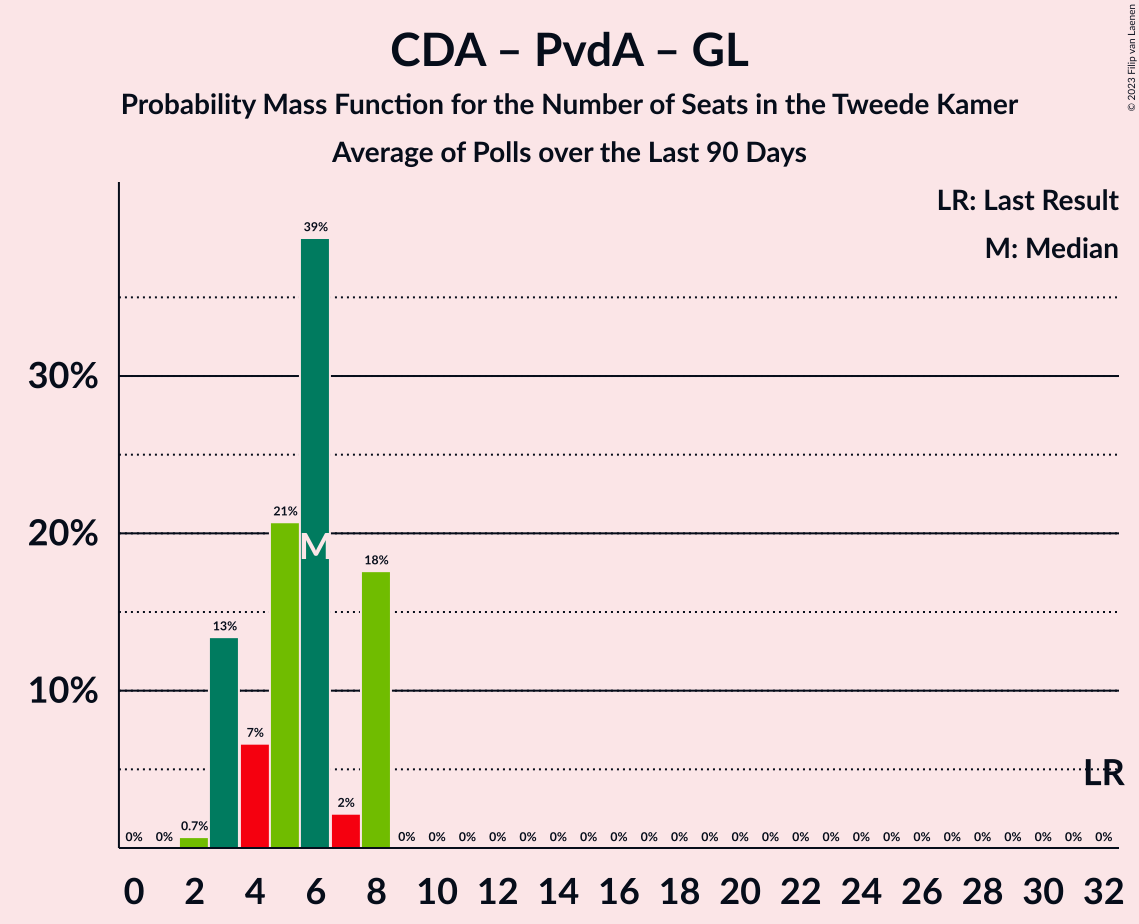 CDA – PvdA – GL
Probability Mass Function for the Number of Seats in the Tweede Kamer
Average of Polls over the Last 90 Days
© 2023 Filip van Laenen
LR: Last Result
M: Median
39%
30%
21%
20%
M
18%
13%
10%
7%
LR
2%
0.7%
0% 0% 0% 0% 0% 0% 0% 0% 0% 0% 0% 0% 0% 0% 0% 0% 0% 0% 0% 0% 0% 0% 0% 0% 0% 0%
0 2 4 6 8 10 12 14 16 18 20 22 24 26 28 30 32